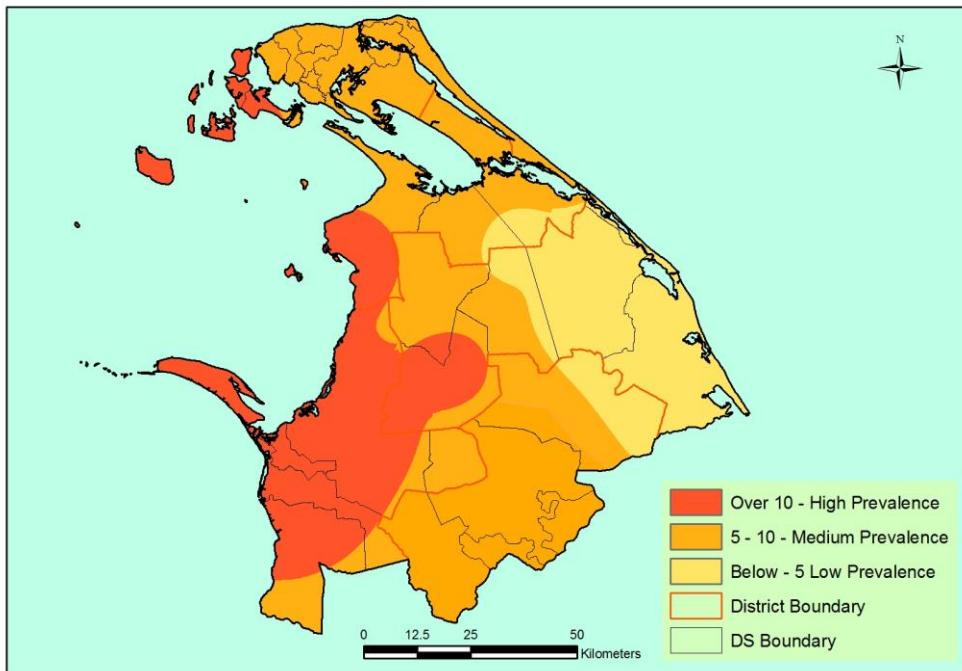 N
Over 10 - High Prevalence
5 - 10 - Medium Prevalence
Below - 5 Low Prevalence
District Boundary
DS Boundary
0 12.5 25 50
Kilometers